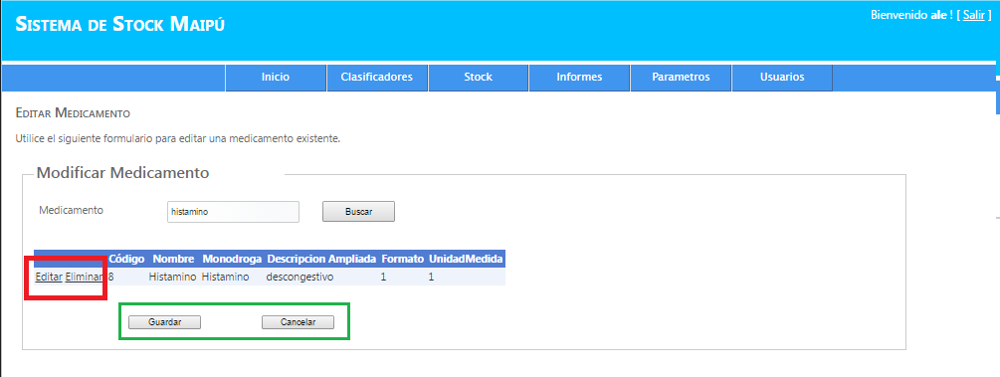 Bienvenido ale ! [ Salir ]
SISTEMA DE STOCK MAIPÚ
Inicio Clasificadores Stock Informes Parametros Usuarios
EDITAR MEDICAMENTO
Utilice el siguiente formulario para editar una medicamento existente.
Modificar Medicamento
Medicamento histamino Buscar
Código Nombre Monodroga Descripcion Ampliada Formato UnidadMedida
Editar Eliminar 8 Histamino Histamino descongestivo 1 1
Guardar Cancelar